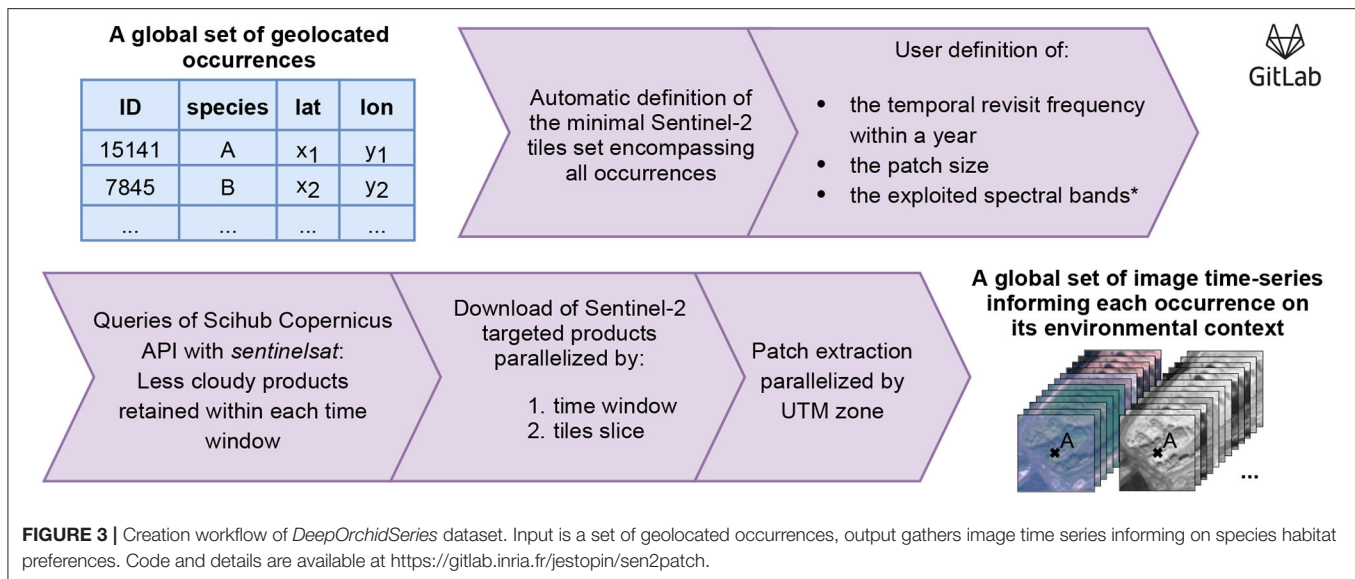 A global set of geolocated
occurrences
ID species lat lon
15141 A x1 y1
7845 B x2 y2
... ... ... ...
Automatic definition of
the minimal Sentinel-2
tiles set encompassing
all occurrences
User definition of:
• the temporal revisit frequency
within a year
• the patch size
• the exploited spectral bands*
GitLab
Queries of Scihub Copernicus
API with sentinelsat:
Less cloudy products
retained within each time
window
Download of Sentinel-2
targeted products
parallelized by:
1. time window
2. tiles slice
Patch extraction
parallelized by
UTM zone
A global set of image time-series
informing each occurrence on
its environmental context
A
A
...
FIGURE 3 | Creation workflow of DeepOrchidSeries dataset. Input is a set of geolocated occurrences, output gathers image time series informing on species habitat
preferences. Code and details are available at https://gitlab.inria.fr/jestopin/sen2patch.